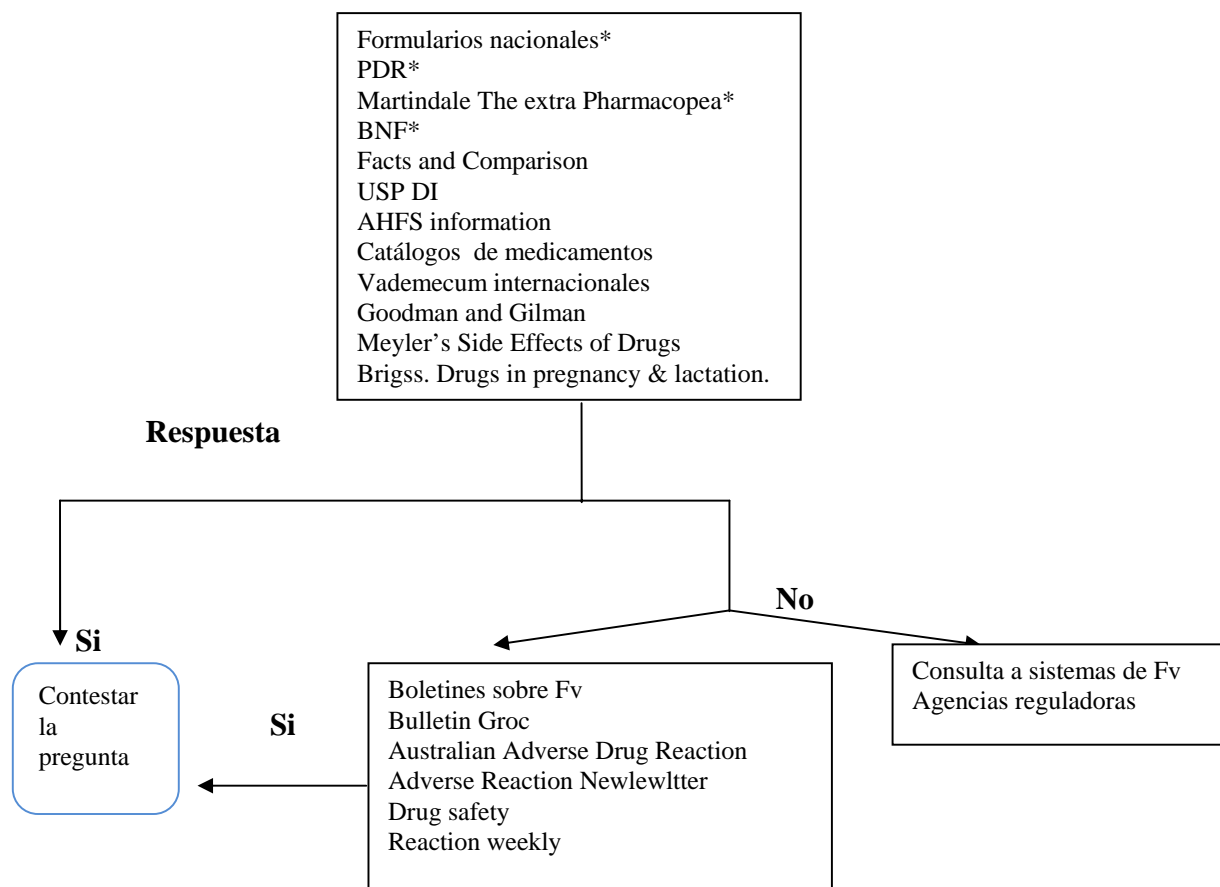 Formularios nacionales*
PDR*
Martindale The extra Pharmacopea*
BNF*
Facts and Comparison
USP DI
AHFS information
Catálogos de medicamentos
Vademecum internacionales
Goodman and Gilman
Meyler’s Side Effects of Drugs
Brigss. Drugs in pregnancy & lactation.
Respuesta
No
Si
Contestar
la
pregunta
Si
Boletines sobre Fv
Bulletin Groc
Australian Adverse Drug Reaction
Adverse Reaction Newlewltter
Drug safety
Reaction weekly
Consulta a sistemas de Fv
Agencias reguladoras